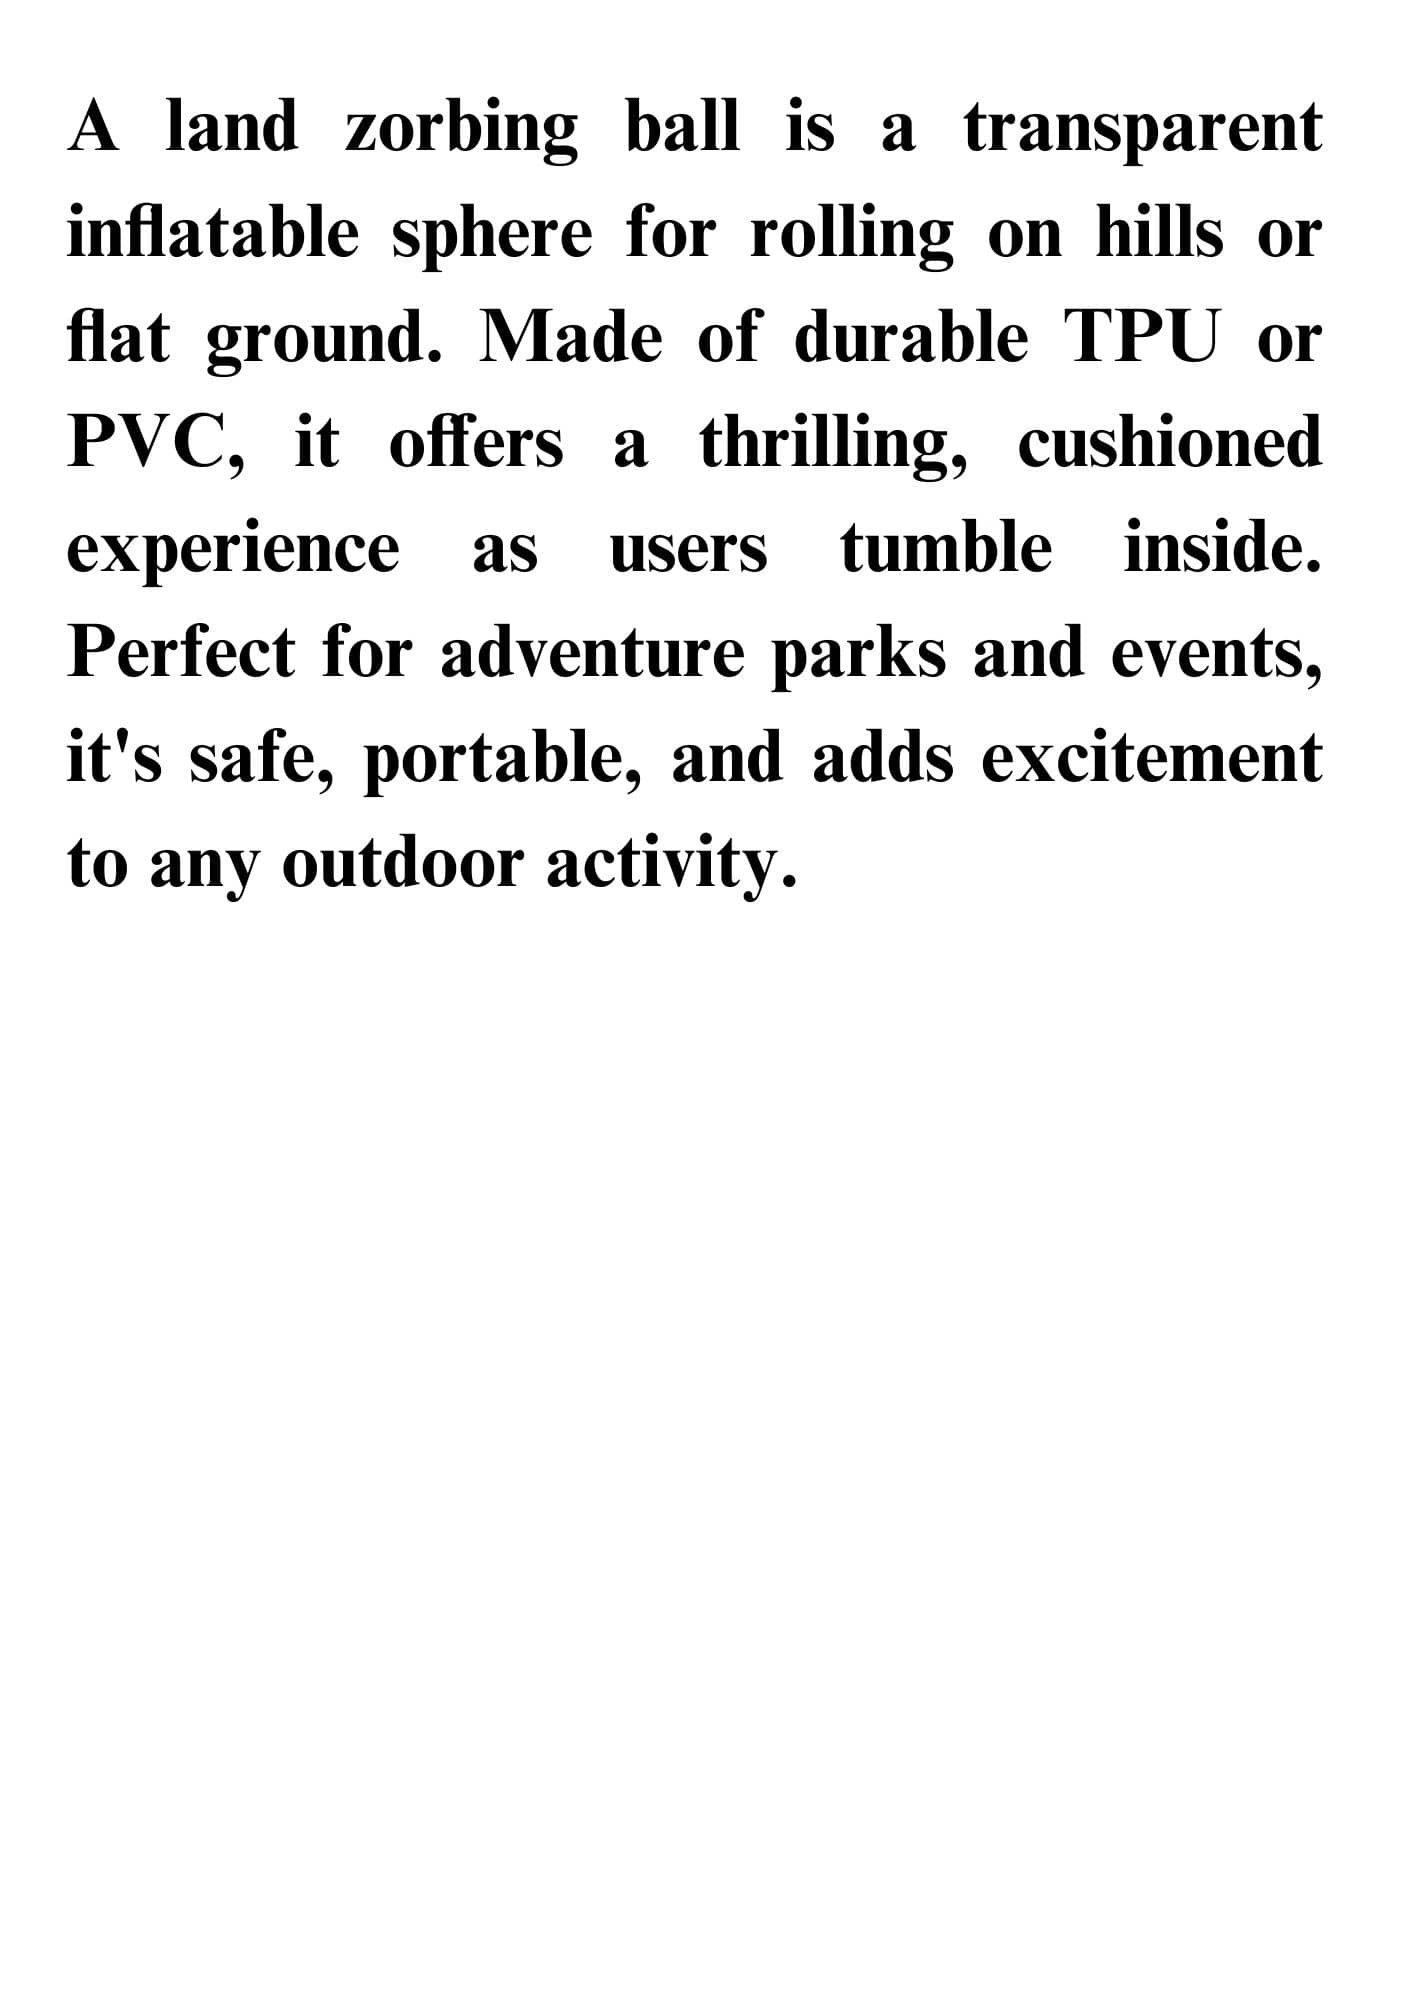 A land zorbing ball is a transparent
inflatable sphere for rolling on hills or
flat ground. Made of durable TPU or
PVC, it offers a thrilling, cushioned
experience as users tumble inside.
Perfect for adventure parks and events,
it's safe, portable, and adds excitement
to any outdoor activity.